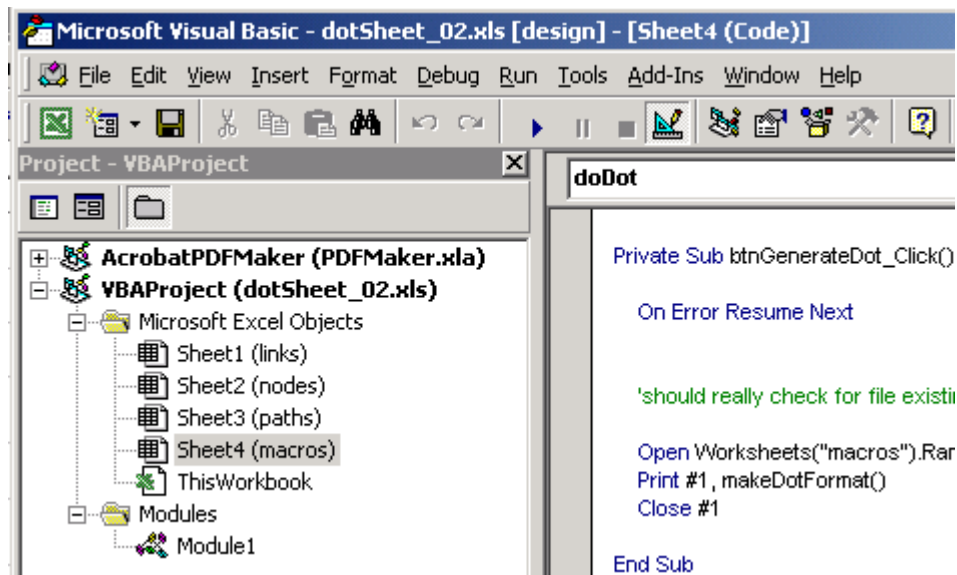 Microsoft Visual Basic - dotSheet_02.xls [design] - [Sheet4 (Code)]
File Edit View Insert Format Debug Run Tools Add-Ins Window Help
Project - VBAProject
doDot
AcrobatPDFMaker (PDFMaker.xla)
VBAProject (dotSheet_02.xls)
Microsoft Excel Objects
Sheet1 (links)
Sheet2 (nodes)
Sheet3 (paths)
Sheet4 (macros)
ThisWorkbook
Modules
Module1
Private Sub btnGenerateDot_Click()
On Error Resume Next
'should really check for file existi
Open Worksheets("macros").Ran
Print #1, makeDotFormat()
Close #1
End Sub